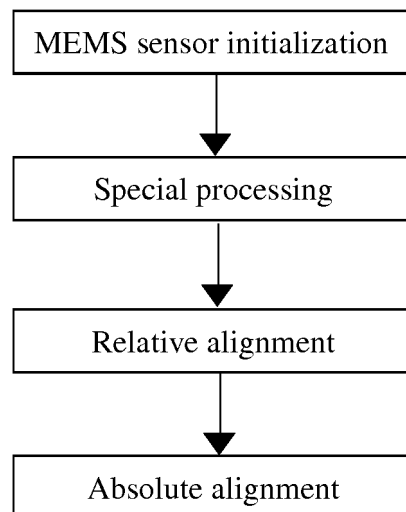 MEMS sensor initialization
Special processing
Relative alignment
Absolute alignment